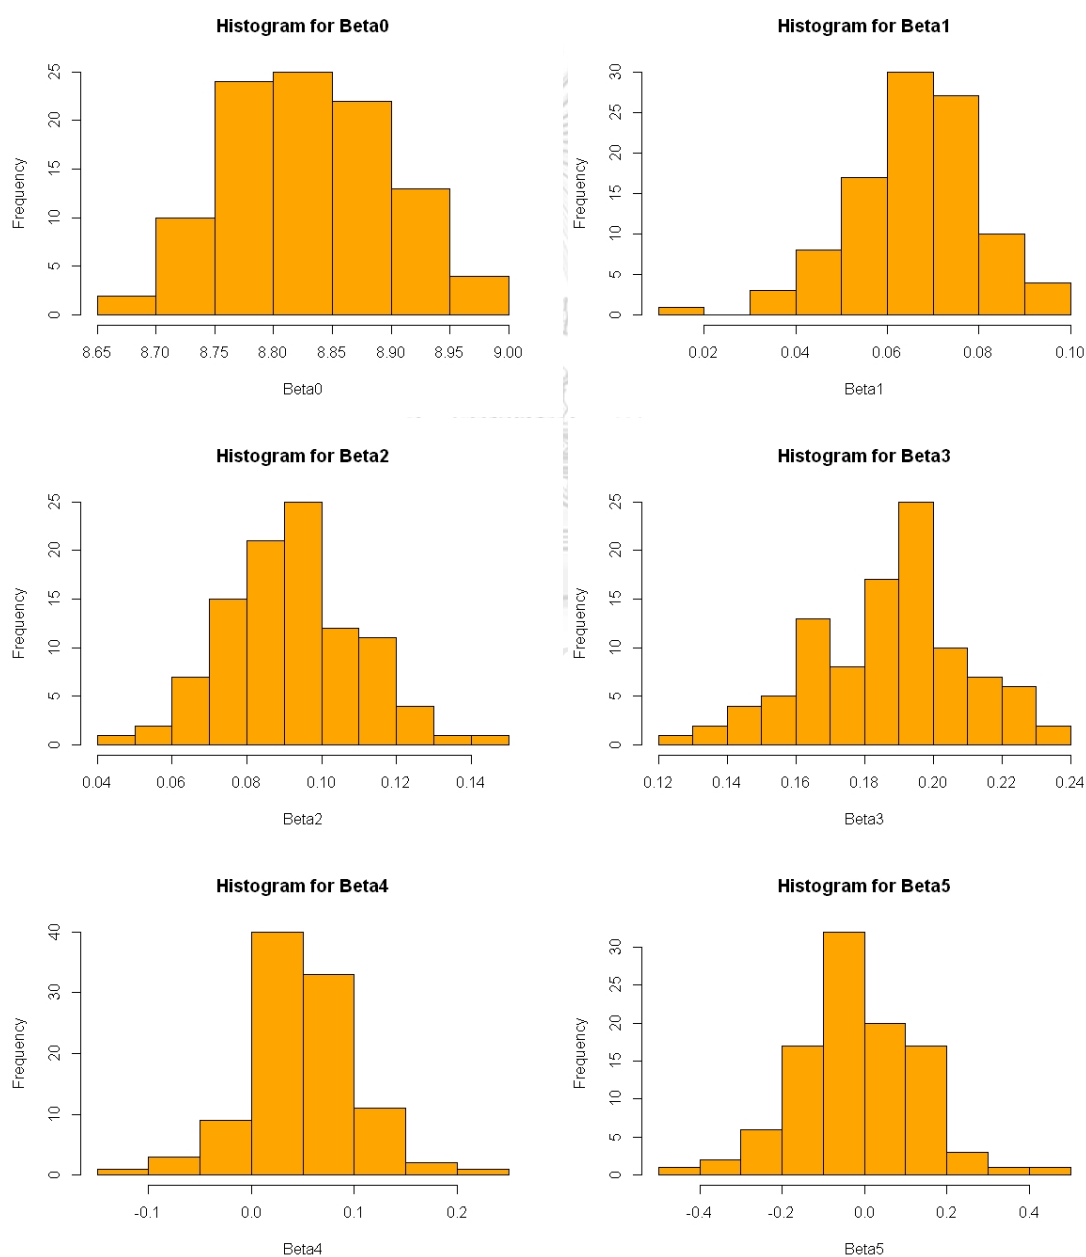 Histogram for Beta0
Frequency
25
20
15
10
5
0
8.65 8.70 8.75 8.80 8.85 8.90 8.95 9.00
Beta0
Histogram for Beta1
Frequency
30
25
20
15
10
5
0
0.02 0.04 0.06 0.08 0.10
Beta1
Histogram for Beta2
Frequency
25
20
15
10
5
0
0.04 0.06 0.08 0.10 0.12 0.14
Beta2
Histogram for Beta3
Frequency
25
20
15
10
5
0
0.12 0.14 0.16 0.18 0.20 0.22 0.24
Beta3
Histogram for Beta4
Frequency
40
30
20
10
0
-0.1 0.0 0.1 0.2
Beta4
Histogram for Beta5
Frequency
30
25
20
15
10
5
0
-0.4 -0.2 0.0 0.2 0.4
Beta5